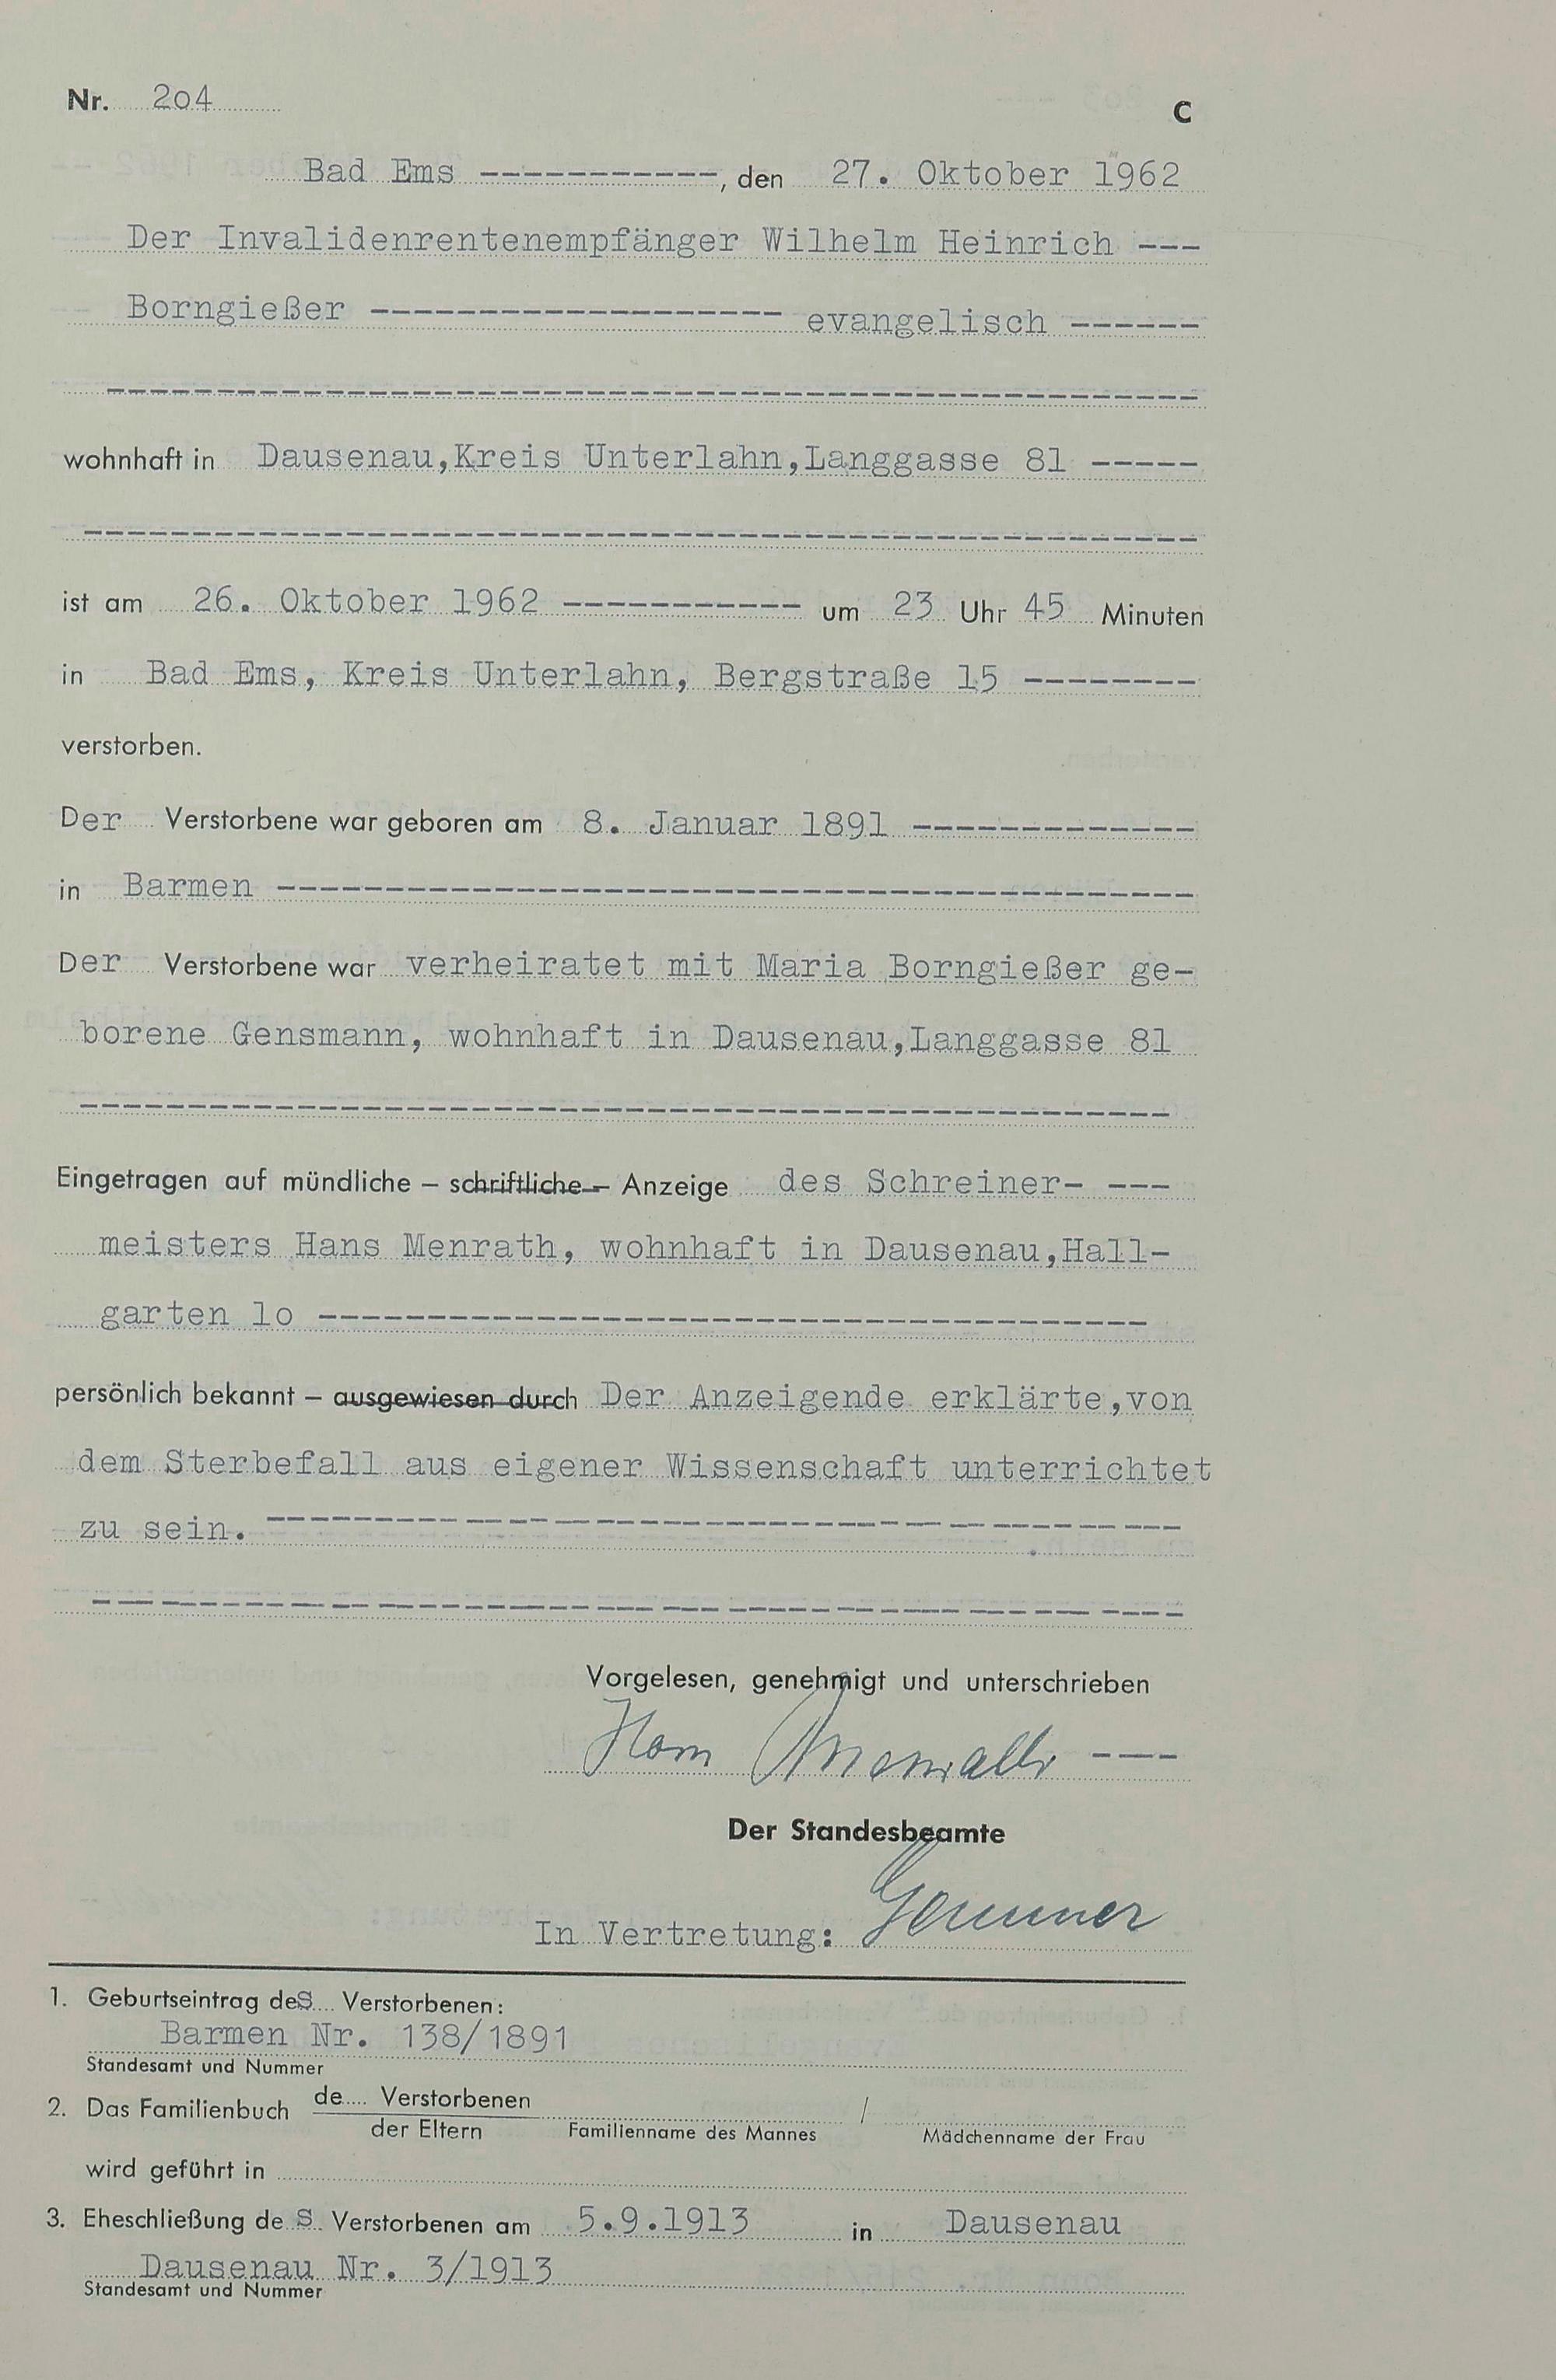 Nr. 2o4
C
Bad Ems -----------, den 27. Oktober 1962
Der Invalidenrentenempfänger Wilhelm Heinrich ---
Borngießer ------------------- evangelisch ------
wohnhaft in Dausenau,Kreis Unterlahn,Langgasse 81 -----
ist am 26. Oktober 1962 ----------- um 23 Uhr 45 Minuten
in Bad Ems, Kreis Unterlahn, Bergstraße 15 --------
verstorben.
Der Verstorbene war geboren am 8. Januar 1891 -------------
in Barmen ------------------------------------------
Der Verstorbene war verheiratet mit Maria Borngießer ge-
borene Gensmann, wohnhaft in Dausenau,Langgasse 81
Eingetragen auf mündliche – schriftliche – Anzeige des Schreiner- ---
meisters Hans Menrath, wohnhaft in Dausenau,Hall-
garten lo --------------------------------------
persönlich bekannt – ausgewiesen durch Der Anzeigende erklärte,von
dem Sterbefall aus eigener Wissenschaft unterrichtet
zu sein. ------------------------------------------
Vorgelesen, genehmigt und unterschrieben
Hans Menrath ----
Der Standesbeamte
In Vertretung:
1. Geburtseintrag des Verstorbenen:
Barmen Nr. 138/1891
Standesamt und Nummer
2. Das Familienbuch de Verstorbenen /
der Eltern Familienname des Mannes Mädchenname der Frau
wird geführt in
3. Eheschließung des Verstorbenen am 5.9.1913 in Dausenau
Dausenau Nr. 3/1913
Standesamt und Nummer